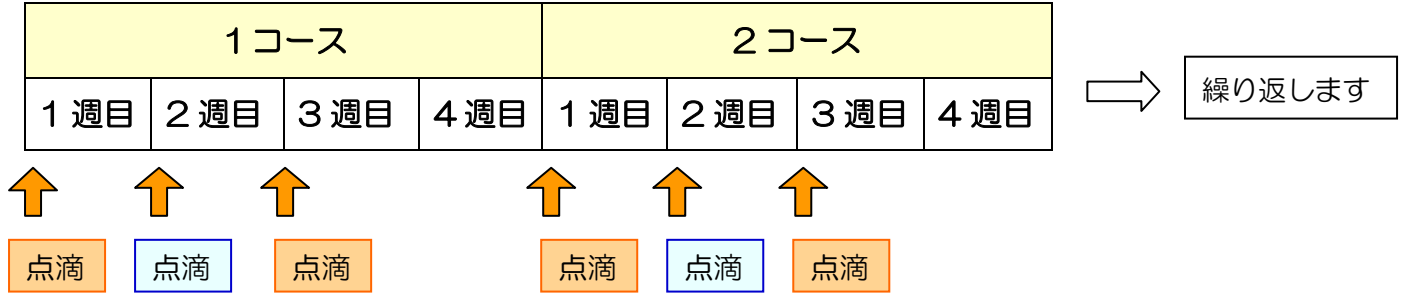 １コース ２コース
１週目 ２週目 ３週目 ４週目 １週目 ２週目 ３週目 ４週目
繰り返します
点滴 点滴 点滴 点滴 点滴 点滴